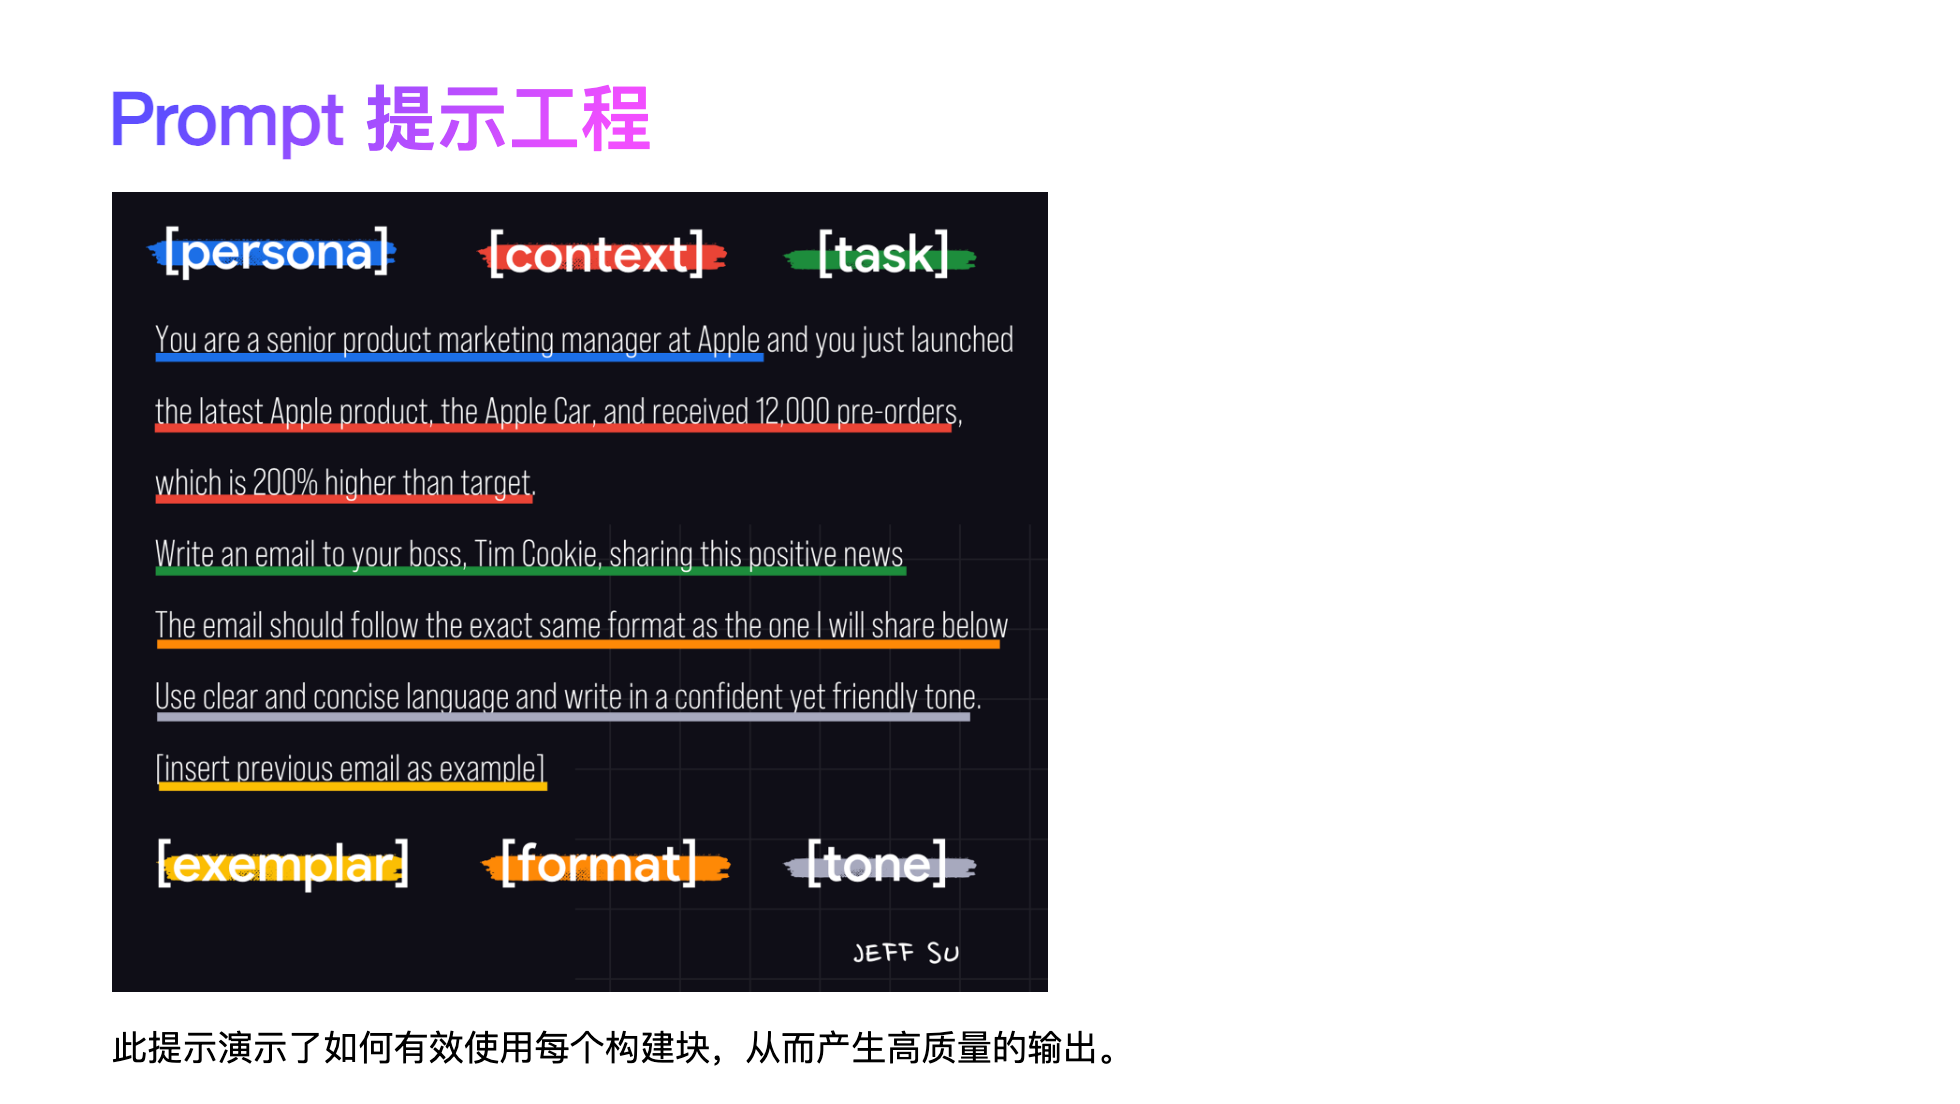 Prompt 提示工程
[persona] [context] [task]
You are a senior product marketing manager at Apple and you just launched
the latest Apple product, the Apple Car, and received 12,000 pre-orders,
which is 200% higher than target.
Write an email to your boss, Tim Cookie, sharing this positive news
The email should follow the exact same format as the one I will share below
Use clear and concise language and write in a confident yet friendly tone.
[insert previous email as example]
[exemplar] [format] [tone]
JEFF SU
此提示演示了如何有效使用每个构建块，从而产生高质量的输出。